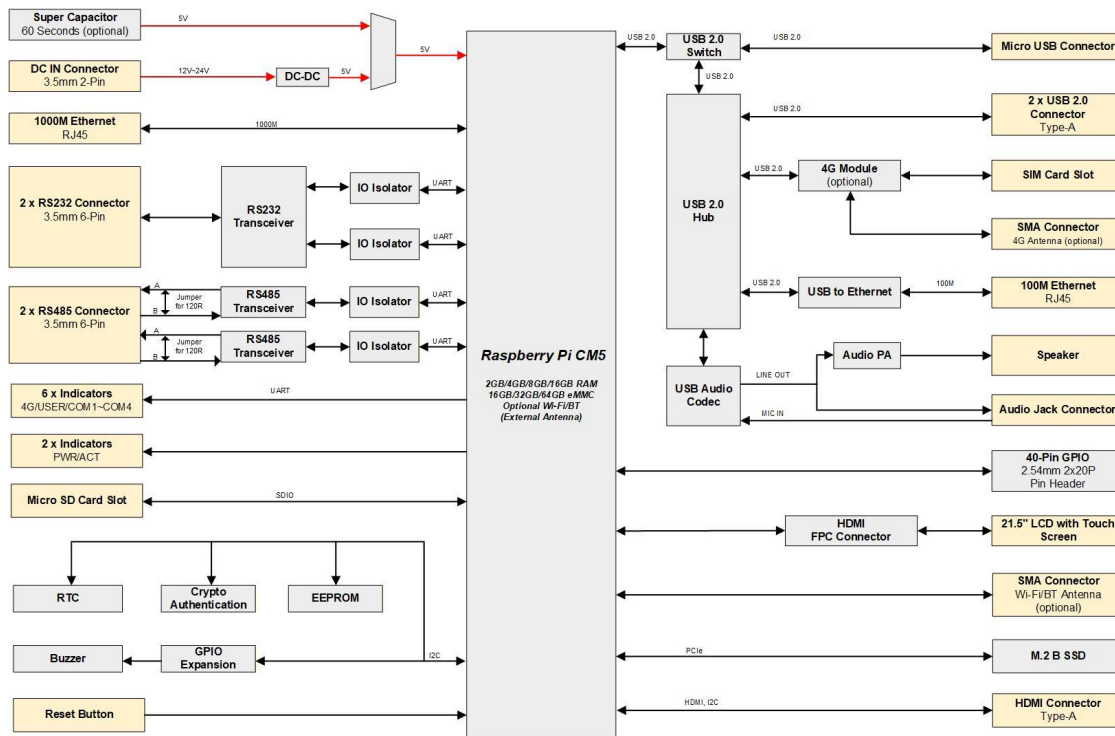 Super Capacitor
60 Seconds (optional)
5V
DC IN Connector
3.5mm 2-Pin
12V~24V
DC-DC
5V
5V
1000M Ethernet
RJ45
1000M
2 x RS232 Connector
3.5mm 6-Pin
RS232
Transceiver
IO Isolator
UART
IO Isolator
UART
2 x RS485 Connector
3.5mm 6-Pin
A
Jumper
for 120R
B
RS485
Transceiver
IO Isolator
UART
A
Jumper
for 120R
B
RS485
Transceiver
IO Isolator
UART
6 x Indicators
4G/USER/COM1~COM4
UART
2 x Indicators
PWR/ACT
Micro SD Card Slot
SDIO
RTC
Crypto
Authentication
EEPROM
Buzzer
GPIO
Expansion
I2C
Reset Button
Raspberry Pi CM5
2GB/4GB/8GB/16GB RAM
16GB/32GB/64GB eMMC
Optional Wi-Fi/BT
(External Antenna)
USB 2.0
USB 2.0
Switch
USB 2.0
Micro USB Connector
USB 2.0
USB 2.0
Hub
USB 2.0
2 x USB 2.0
Connector
Type-A
USB 2.0
4G Module
(optional)
SIM Card Slot
SMA Connector
4G Antenna (optional)
USB 2.0
USB to Ethernet
100M
100M Ethernet
RJ45
USB Audio
Codec
LINE OUT
Audio PA
Speaker
MIC IN
Audio Jack Connector
40-Pin GPIO
2.54mm 2x20P
Pin Header
HDMI
FPC Connector
21.5" LCD with Touch
Screen
SMA Connector
Wi-Fi/BT Antenna
(optional)
PCIe
M.2 B SSD
HDMI, I2C
HDMI Connector
Type-A